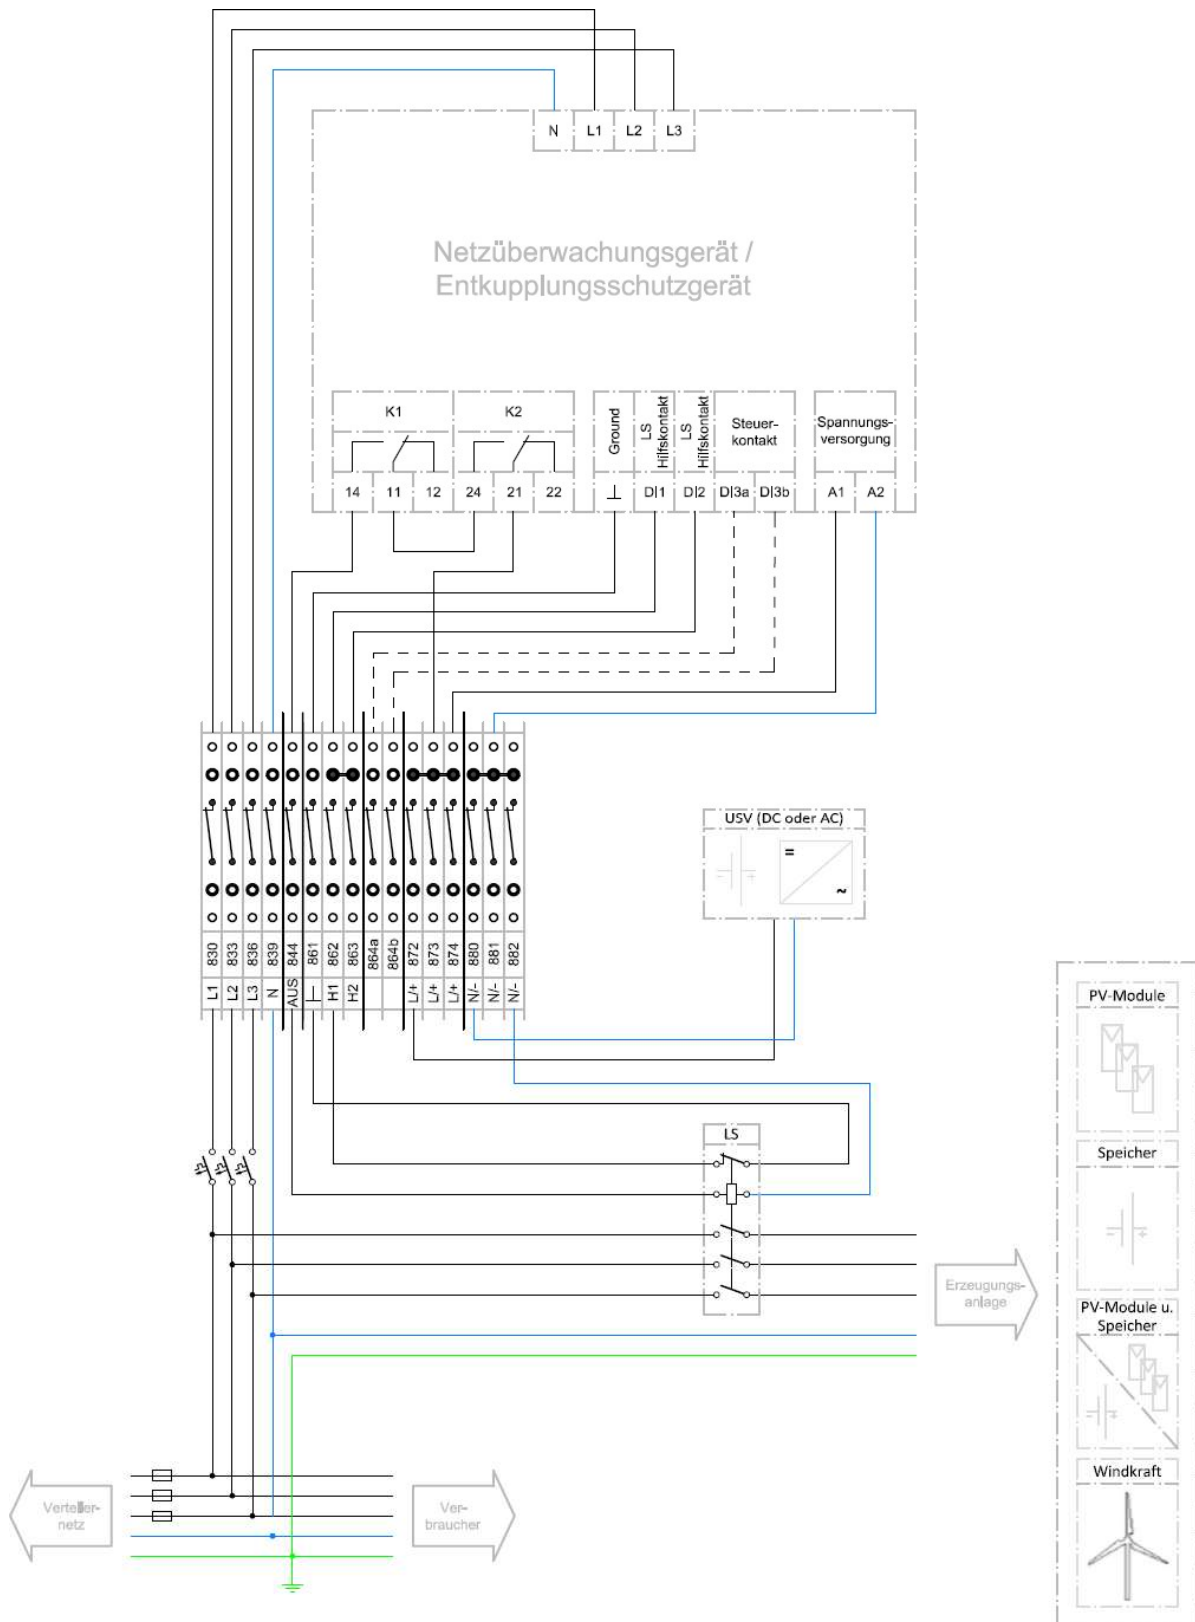 N L1 L2 L3
Netzüberwachungsgerät /
Entkupplungsschutzgerät
K1 K2
Ground
LS
Hilfskontakt
LS
Hilfskontakt
Steuer-
kontakt
Spannungs-
versorgung
14 11 12 24 21 22 DI1 DI2 DI3a DI3b A1 A2
USV (DC oder AC)
= ~
830 833 836 839 844 861 862 863 864a 864b 872 873 874 880 881 882
L1 L2 L3 N AUS H1 H2 L/+ L/+ L/+ N/- N/- N/-
LS
Erzeugungs-
anlage
PV-Module
Speicher
PV-Module u.
Speicher
Windkraft
Verteiler-
netz
Ver-
braucher